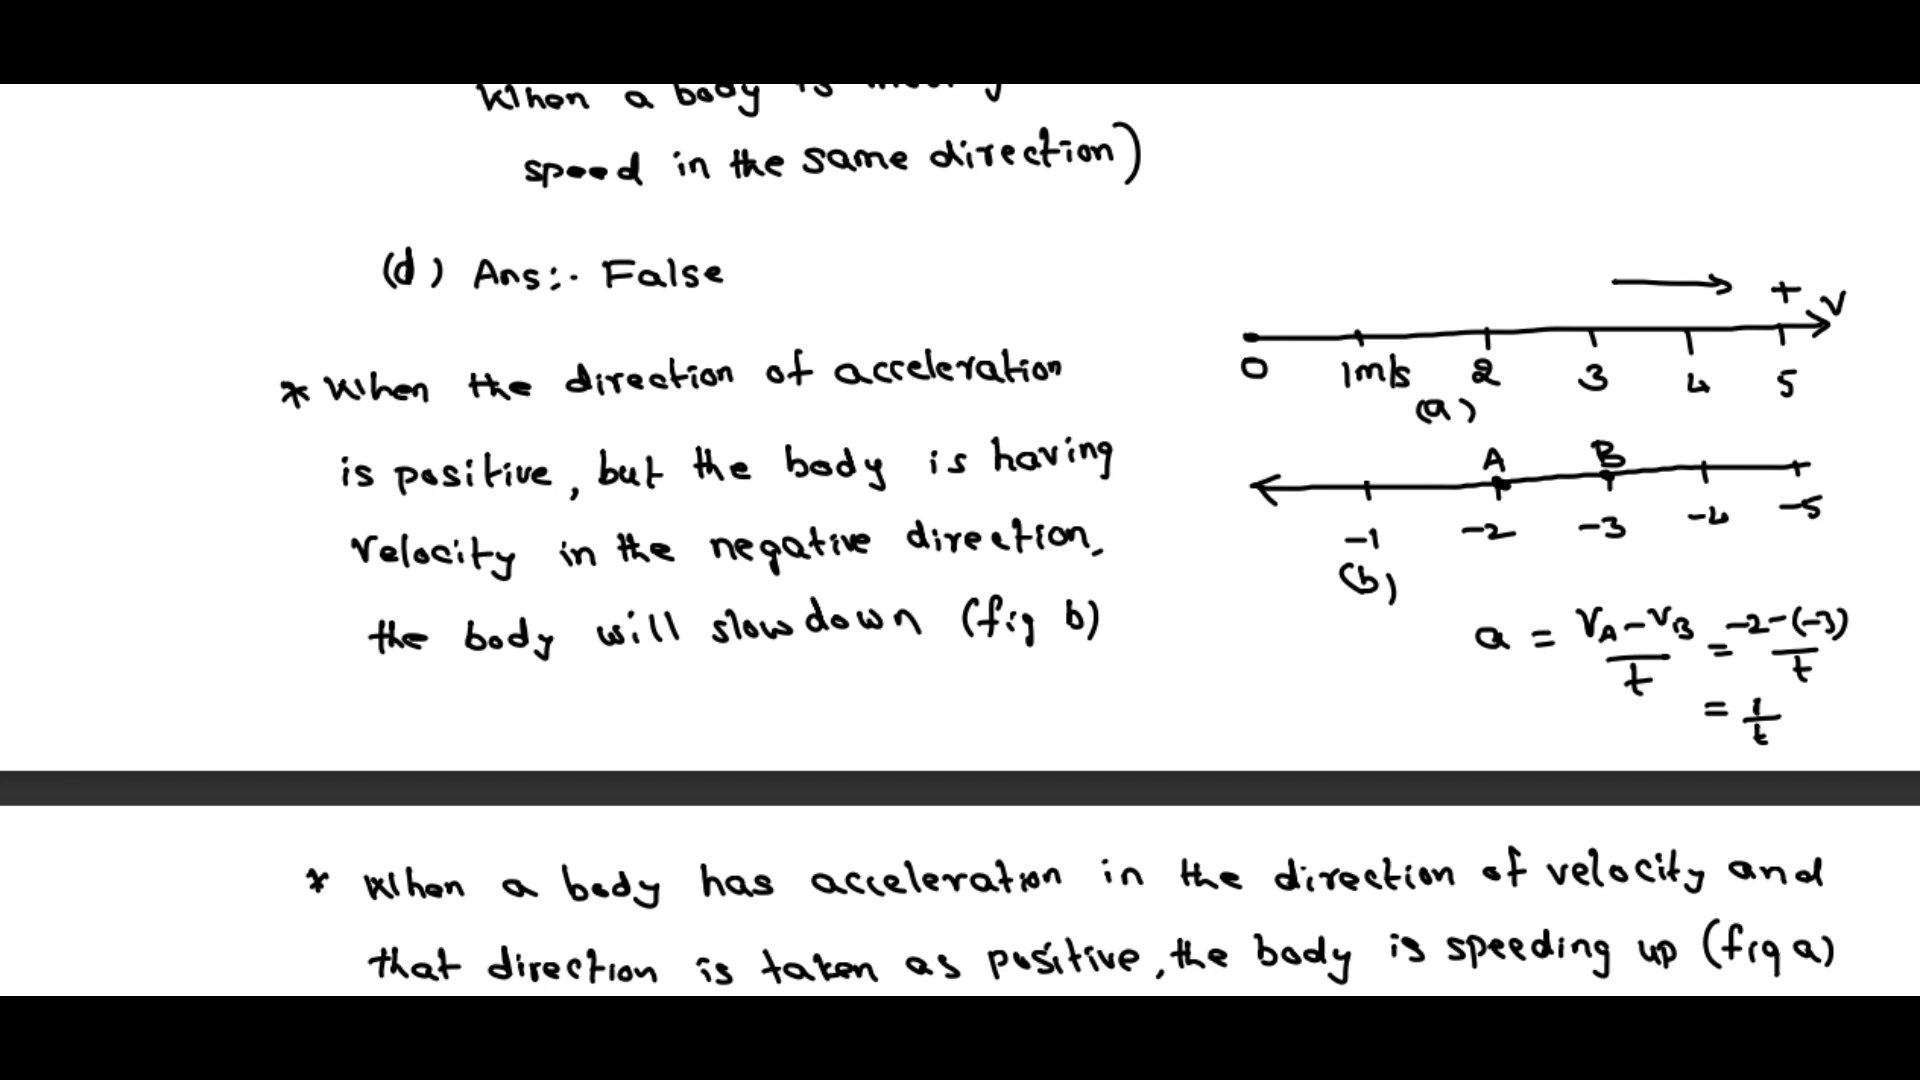 When a body is
speed in the same direction)
(d) Ans:. False
* When the direction of acceleration
is positive, but the body is having
velocity in the negative direction,
the body will slowdown (fig b)
+ V
0 1m/s 2 3 4 5
(a)
A B
-1 -2 -3 -4 -5
(b)
a = VA-VB/t = -2-(-3)/t
= 1/t
* When a body has acceleration in the direction of velocity and
that direction is taken as positive, the body is speeding up (fig a)